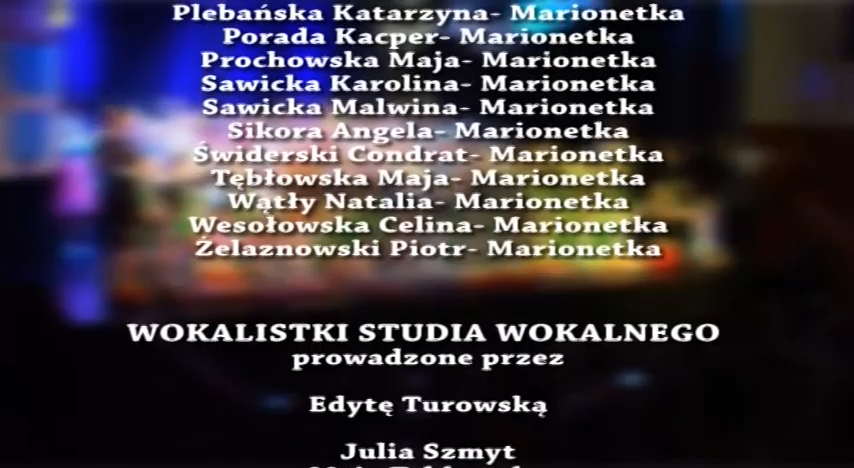 Plebańska Katarzyna- Marionetka
Porada Kacper- Marionetka
Prochowska Maja- Marionetka
Sawicka Karolina- Marionetka
Sawicka Malwina- Marionetka
Sikora Angela- Marionetka
Świderski Condrat- Marionetka
Tębłowska Maja- Marionetka
Wątły Natalia- Marionetka
Wesołowska Celina- Marionetka
Żelaznowski Piotr- Marionetka
WOKALISTKI STUDIA WOKALNEGO
prowadzone przez
Edytę Turowską
Julia Szmyt